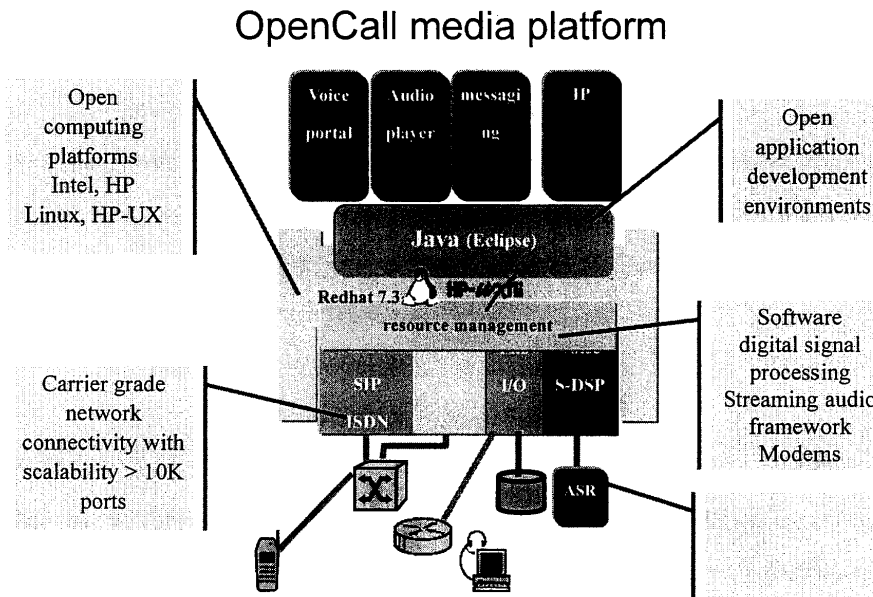 OpenCall media platform
Open
computing
platforms
Intel, HP
Linux, HP-UX
Voice
portal
Audio
player
messagi
ng
IP
Open
application
development
environments
Java (Eclipse)
Redhat 7.3
resource management
Software
digital signal
processing
Streaming audio
framework
Modems
Carrier grade
network
connectivity with
scalability > 10K
ports
SIP
ISDN
I/O
S-DSP
ASR